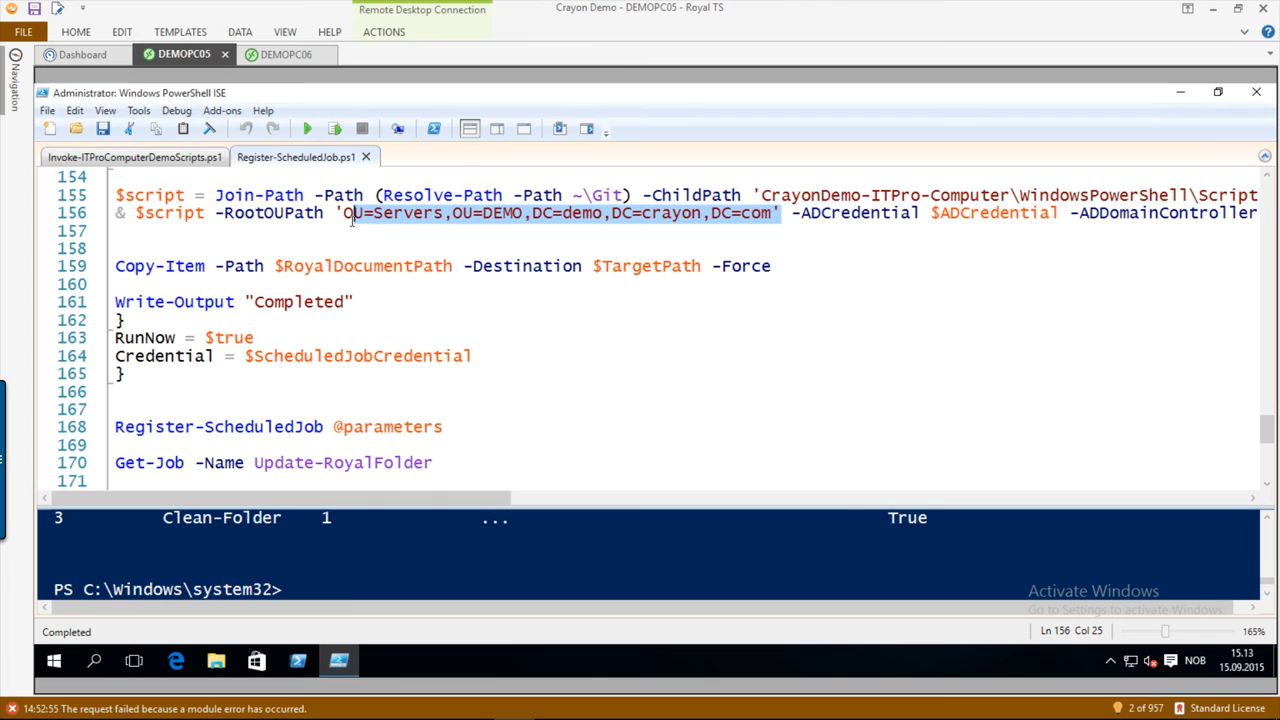 Remote Desktop Connection
Crayon Demo - DEMOPC05 - Royal TS
FILE HOME EDIT TEMPLATES DATA VIEW HELP ACTIONS
Dashboard DEMOPC05 DEMOPC06
Navigation
Administrator: Windows PowerShell ISE
File Edit View Tools Debug Add-ons Help
Invoke-ITProComputerDemoScripts.ps1 Register-ScheduledJob.ps1
154
155 $script = Join-Path -Path (Resolve-Path -Path ~\Git) -ChildPath 'CrayonDemo-ITPro-Computer\WindowsPowerShell\Script
156 & $script -RootOUPath 'OU=Servers,OU=DEMO,DC=demo,DC=crayon,DC=com' -ADCredential $ADCredential -ADDomainController
157
158
159 Copy-Item -Path $RoyalDocumentPath -Destination $TargetPath -Force
160
161 Write-Output "Completed"
162 }
163 RunNow = $true
164 Credential = $ScheduledJobCredential
165 }
166
167
168 Register-ScheduledJob @parameters
169
170 Get-Job -Name Update-RoyalFolder
171
3 Clean-Folder 1 ... True
PS C:\Windows\system32>
Activate Windows
Go to Settings to activate Windows.
Completed
Ln 156 Col 25
165%
NOB
15.13
15.09.2015
14:52:55 The request failed because a module error has occurred.
2 of 957
Standard License